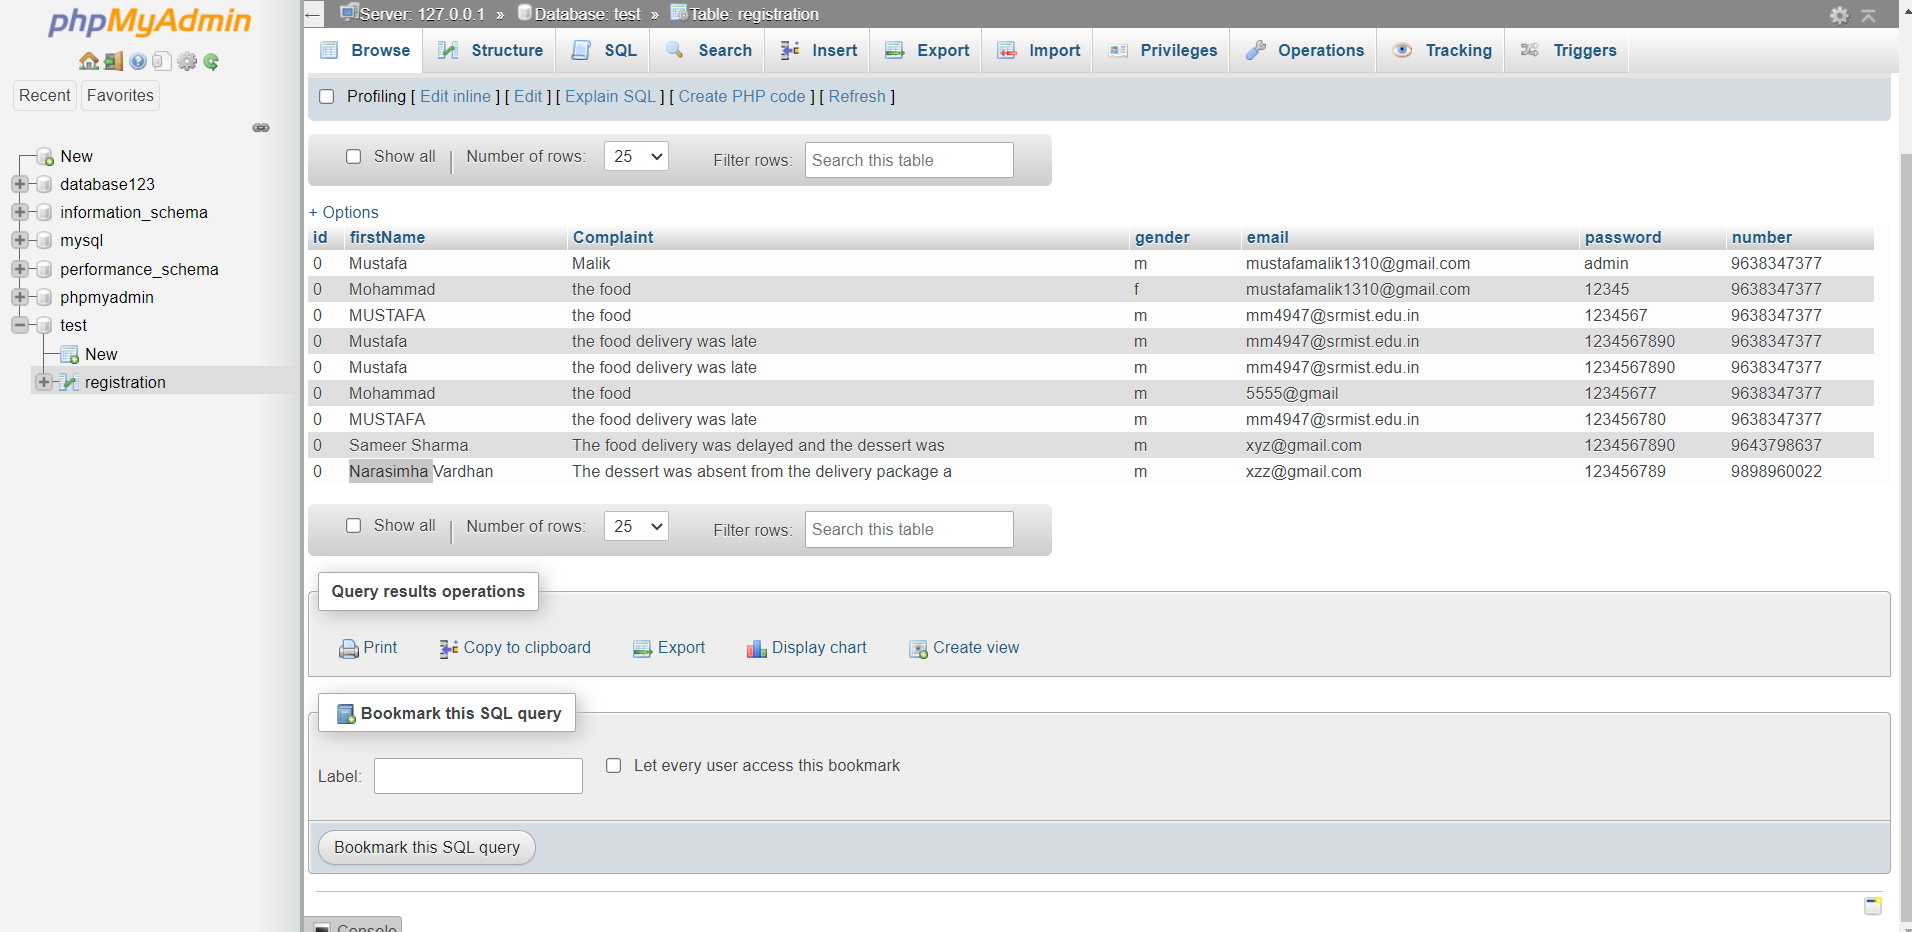 phpMyAdmin
Recent Favorites
New
database123
information_schema
mysql
performance_schema
phpmyadmin
test
New
registration
← Server: 127.0.0.1 » Database: test » Table: registration
Browse Structure SQL Search Insert Export Import Privileges Operations Tracking Triggers
Profiling [ Edit inline ] [ Edit ] [ Explain SQL ] [ Create PHP code ] [ Refresh ]
Show all Number of rows: 25 Filter rows: Search this table
+ Options
id firstName Complaint gender email password number
0 Mustafa Malik m mustafamalik1310@gmail.com admin 9638347377
0 Mohammad the food f mustafamalik1310@gmail.com 12345 9638347377
0 MUSTAFA the food m mm4947@srmist.edu.in 1234567 9638347377
0 Mustafa the food delivery was late m mm4947@srmist.edu.in 1234567890 9638347377
0 Mustafa the food delivery was late m mm4947@srmist.edu.in 1234567890 9638347377
0 Mohammad the food m 5555@gmail 12345677 9638347377
0 MUSTAFA the food delivery was late m mm4947@srmist.edu.in 123456780 9638347377
0 Sameer Sharma The food delivery was delayed and the dessert was m xyz@gmail.com 1234567890 9643798637
0 Narasimha Vardhan The dessert was absent from the delivery package a m xzz@gmail.com 123456789 9898960022
Show all Number of rows: 25 Filter rows: Search this table
Query results operations
Print Copy to clipboard Export Display chart Create view
Bookmark this SQL query
Label: Let every user access this bookmark
Bookmark this SQL query
Console